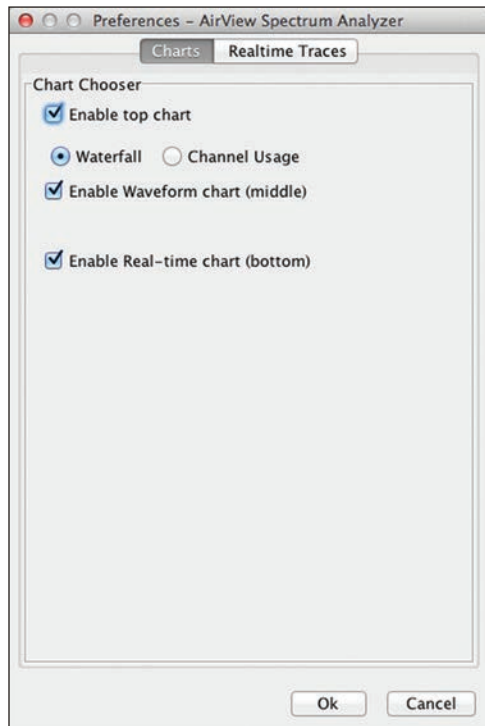 Preferences – AirView Spectrum Analyzer
Charts Realtime Traces
Chart Chooser
Enable top chart
Waterfall Channel Usage
Enable Waveform chart (middle)
Enable Real-time chart (bottom)
Ok Cancel